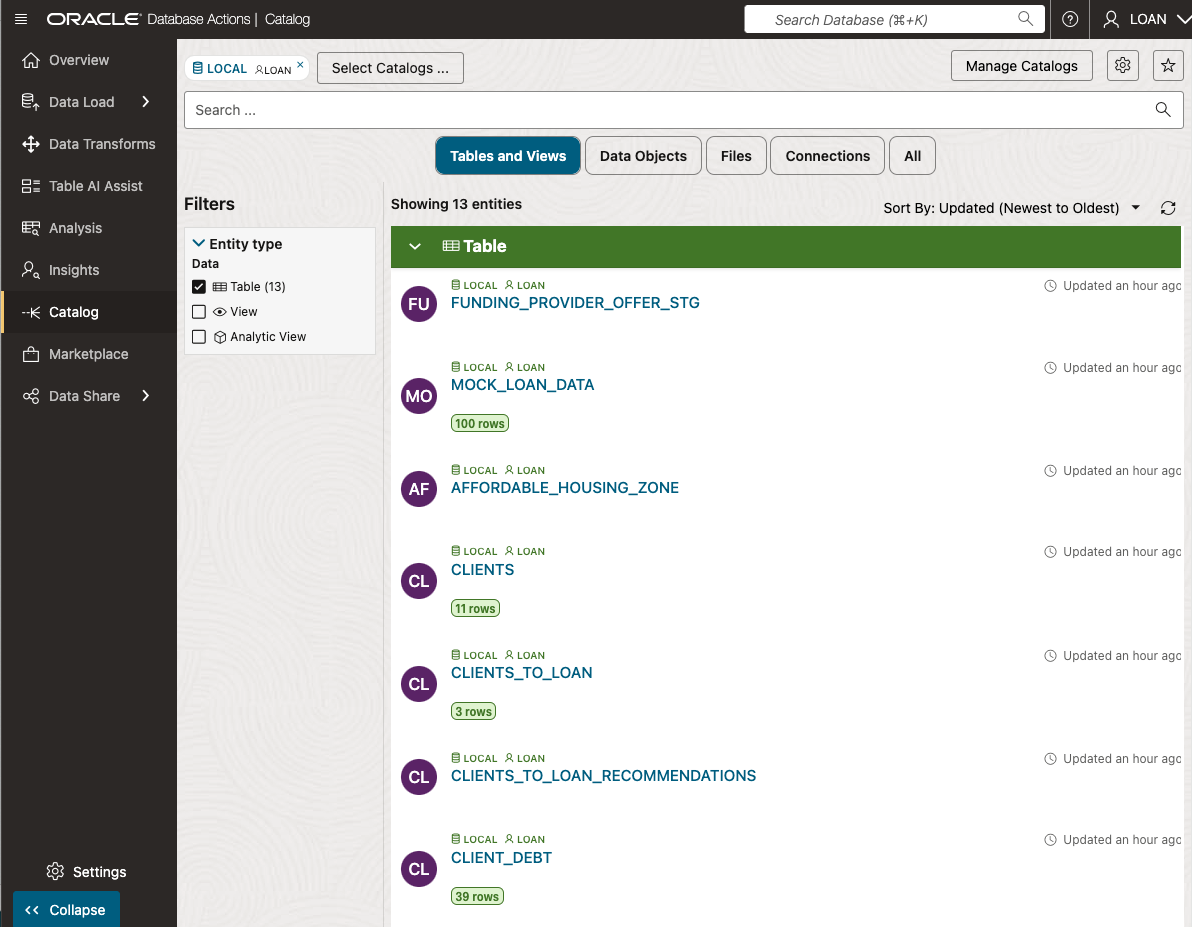 ORACLE® Database Actions | Catalog
Search Database (⌘+K)
LOAN
Overview
Data Load
Data Transforms
Table AI Assist
Analysis
Insights
Catalog
Marketplace
Data Share
Settings
Collapse
LOCAL LOAN ×
Select Catalogs ...
Manage Catalogs
Search ...
Tables and Views
Data Objects
Files
Connections
All
Filters
Entity type
Data
Table (13)
View
Analytic View
Showing 13 entities
Sort By: Updated (Newest to Oldest)
Table
FU
LOCAL LOAN
Updated an hour ago
FUNDING_PROVIDER_OFFER_STG
MO
LOCAL LOAN
Updated an hour ago
MOCK_LOAN_DATA
100 rows
AF
LOCAL LOAN
Updated an hour ago
AFFORDABLE_HOUSING_ZONE
CL
LOCAL LOAN
Updated an hour ago
CLIENTS
11 rows
CL
LOCAL LOAN
Updated an hour ago
CLIENTS_TO_LOAN
3 rows
CL
LOCAL LOAN
Updated an hour ago
CLIENTS_TO_LOAN_RECOMMENDATIONS
CL
LOCAL LOAN
Updated an hour ago
CLIENT_DEBT
39 rows